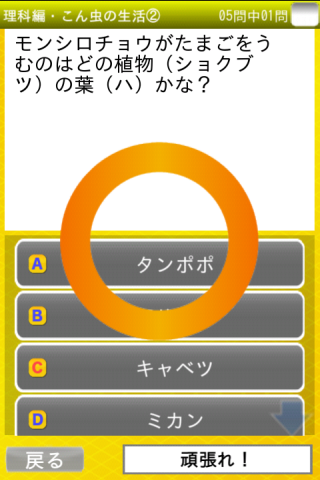 理科編・こん虫の生活②
05問中01問
モンシロチョウがたまごをう
むのはどの植物（ショクブ
ツ）の葉（ハ）かな？
A タンポポ
B
C キャベツ
D ミカン
戻る
頑張れ！